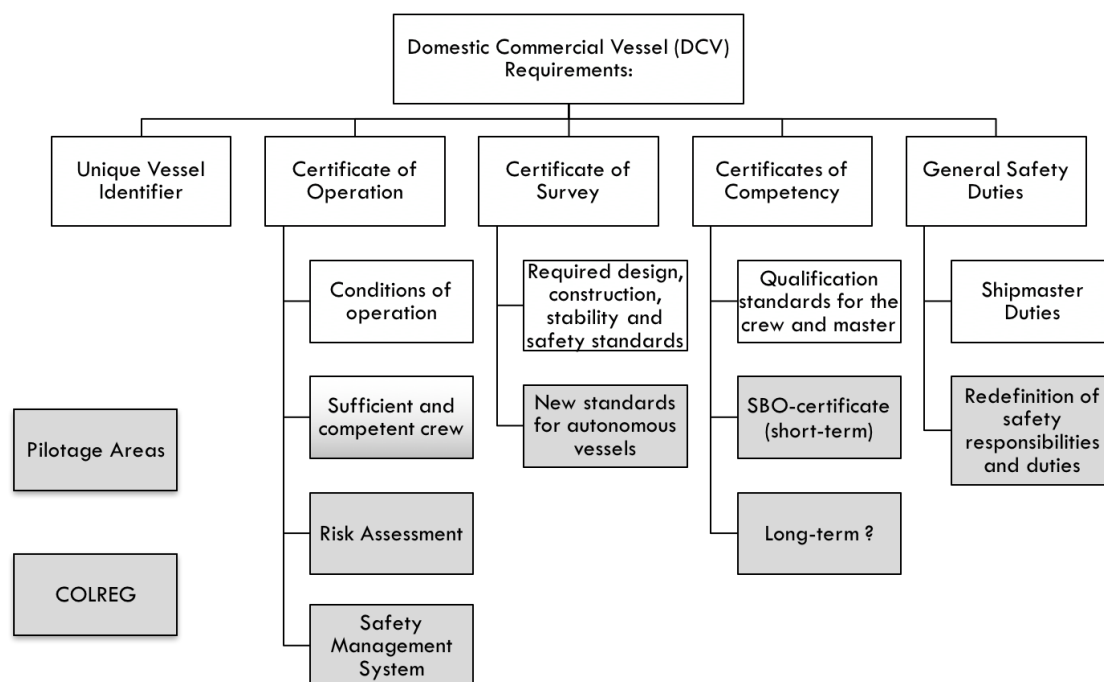 Domestic Commercial Vessel (DCV)
Requirements:
Unique Vessel
Identifier
Certificate of
Operation
Certificate of
Survey
Certificates of
Competency
General Safety
Duties
Conditions of
operation
Required design,
construction,
stability and
safety standards
Qualification
standards for the
crew and master
Shipmaster
Duties
Sufficient and
competent crew
New standards
for autonomous
vessels
SBO-certificate
(short-term)
Redefinition of
safety
responsibilities
and duties
Pilotage Areas
Risk Assessment
Long-term ?
COLREG
Safety
Management
System